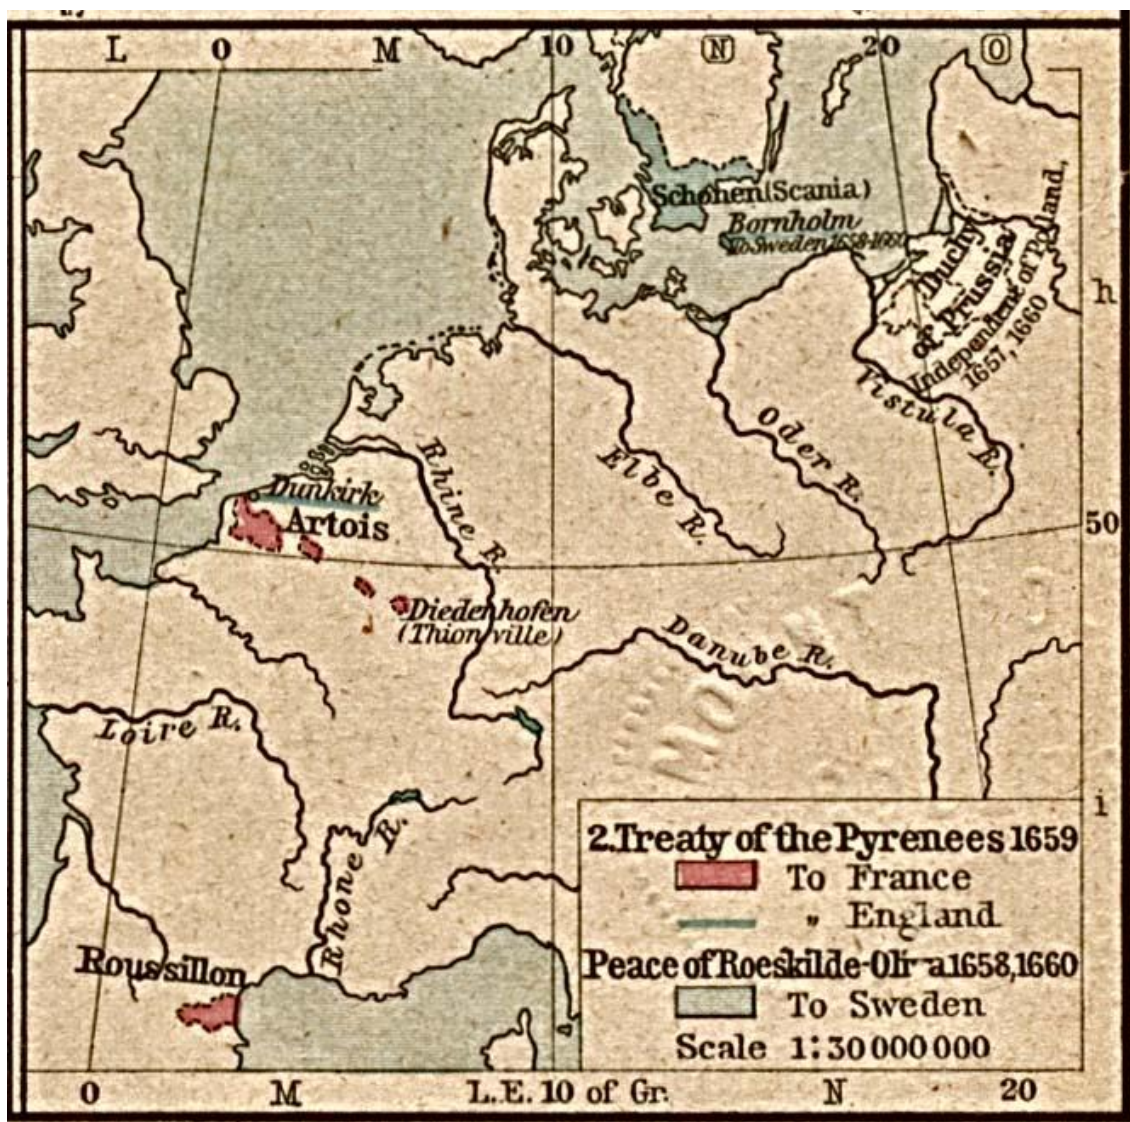 L 0 M 10 N 20 O
Schonen (Scania)
Bornholm
to Sweden 1658-1660
Duchy
of Prussia
Independent of Poland,
1657, 1660
h
Vistula R.
Oder R.
Elbe R.
Rhine R.
Dunkirk
Artois
50
Diedenhofen
(Thionville)
Danube R.
Loire R.
i
Rhone R.
Roussillon
2. Treaty of the Pyrenees 1659
To France
" England
Peace of Roeskilde-Oliva 1658, 1660
To Sweden
Scale 1:30 000 000
0 M L.E. 10 of Gr. N 20